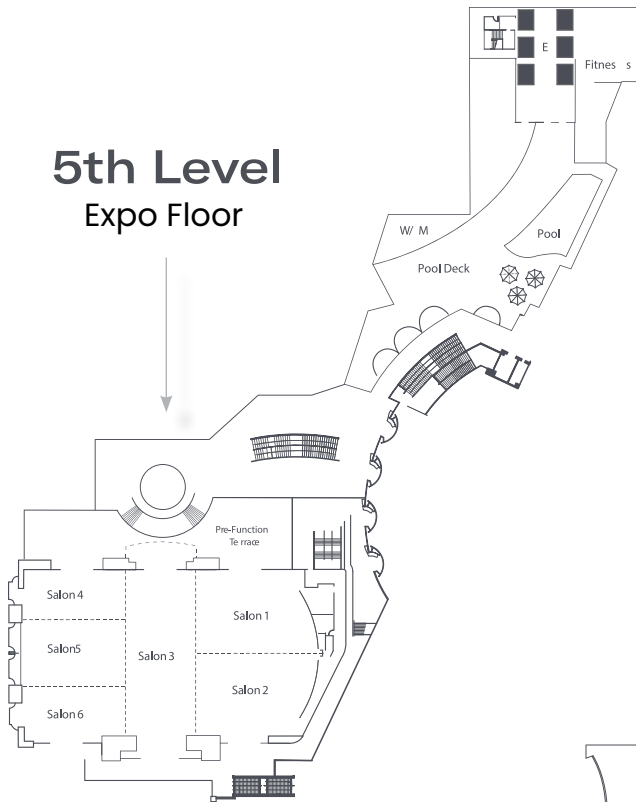 E
Fitnes s
5th Level
Expo Floor
W/ M
Pool
Pool Deck
Pre-Function
Te rrace
Salon 4
Salon 1
Salon5
Salon 3
Salon 2
Salon 6